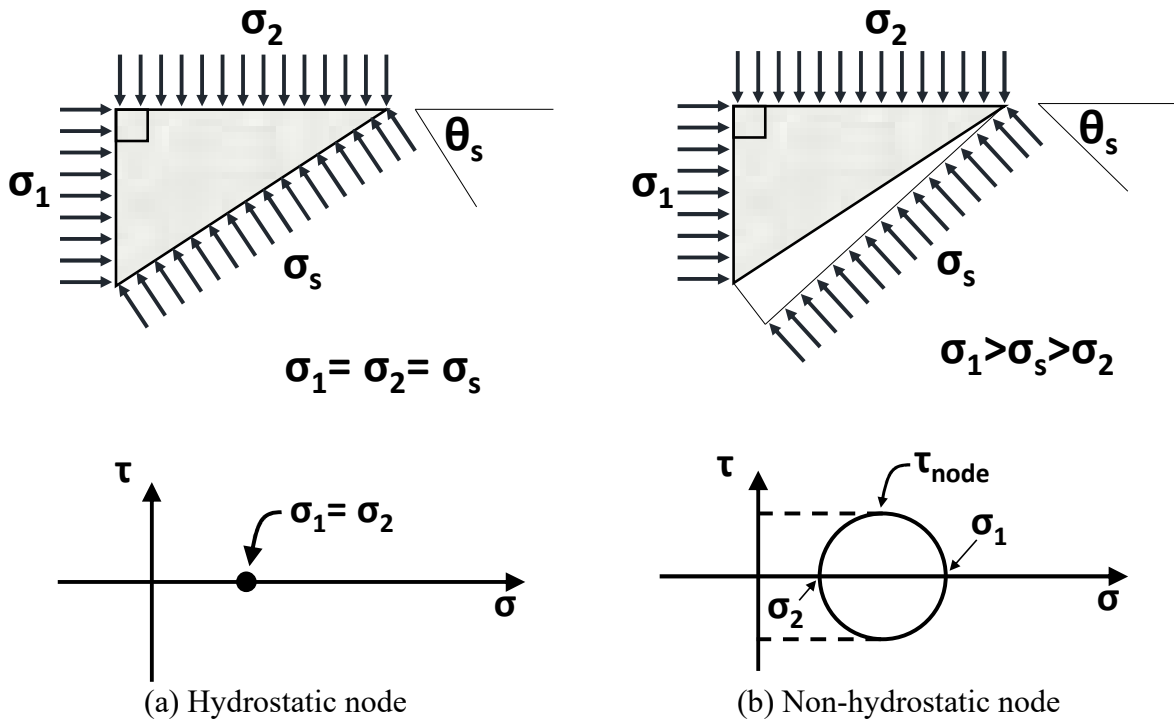 σ2
σ1
θs
σs
σ1= σ2= σs
τ
σ1= σ2
σ
(a) Hydrostatic node
σ2
σ1
θs
σs
σ1>σs>σ2
τ
τnode
σ1
σ2
σ
(b) Non-hydrostatic node